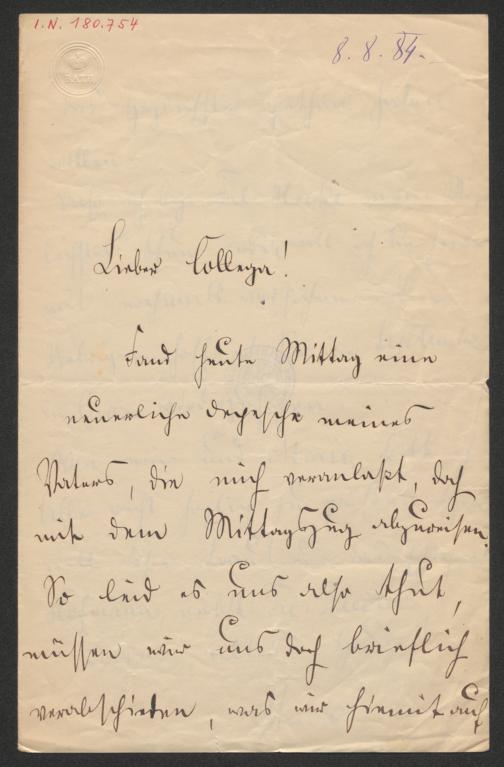 I.N. 180.754
8. 8. 84.
BATH
Lieber Collega!
Fand heute Mittag eine
neuerliche Depesche meines
Vaters, die mich veranlaßt, doch
mit dem Mittagszug abzureisen.
So leid es uns also thut,
müssen wir uns doch brieflich
verabschieden, was wir hiemit auf